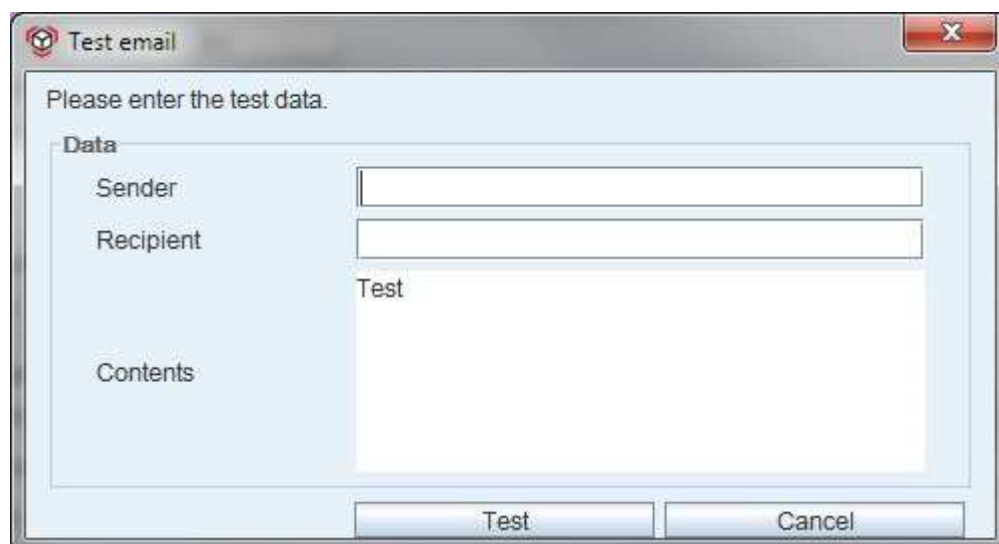 Test email
Please enter the test data.
Data
Sender
Recipient
Test
Contents
Test Cancel